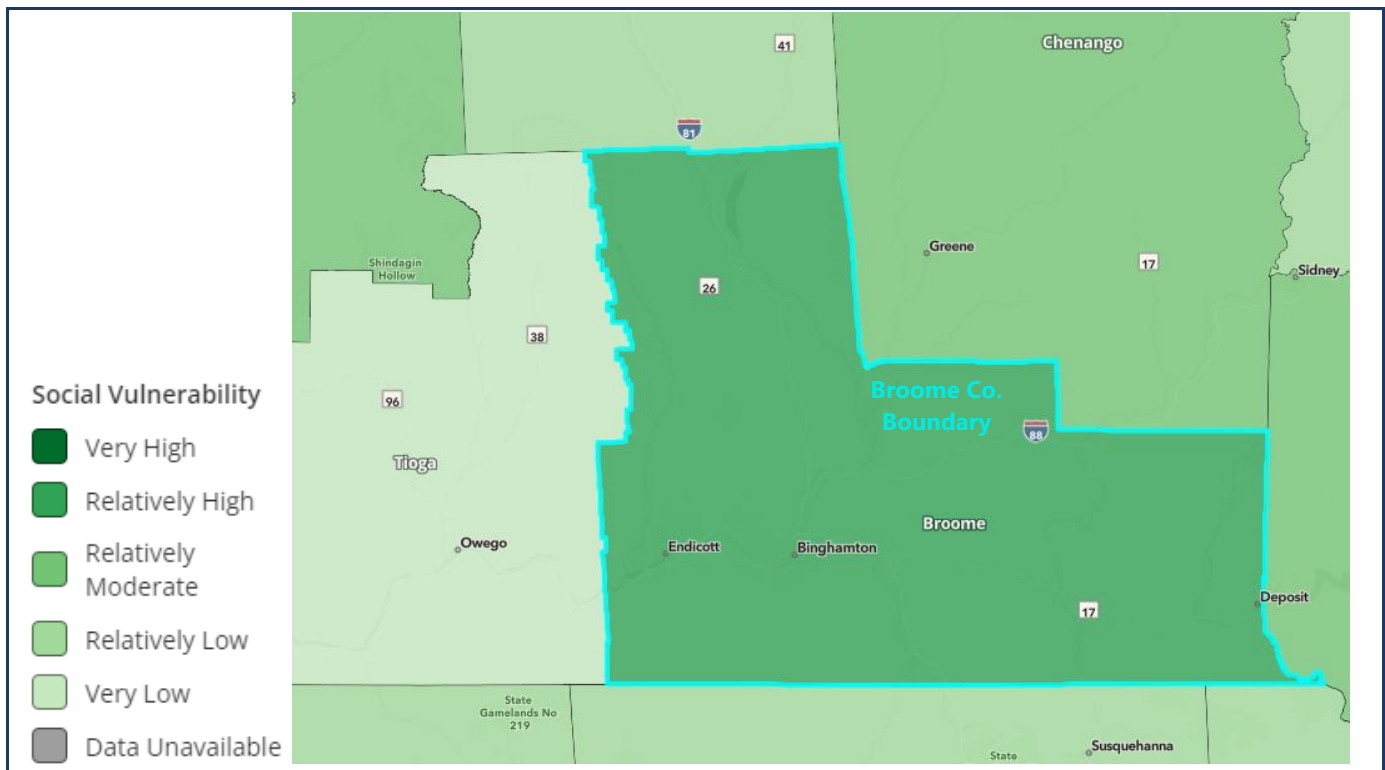 Social Vulnerability
Very High
Relatively High
Relatively
Moderate
Relatively Low
Very Low
Data Unavailable
41
Chenango
81
Greene
17
Sidney
Shindagin
Hollow
26
38
96
Broome Co.
Boundary
88
Tioga
Broome
Owego
Endicott
Binghamton
Deposit
17
State
Gamelands No
219
Susquehanna
State